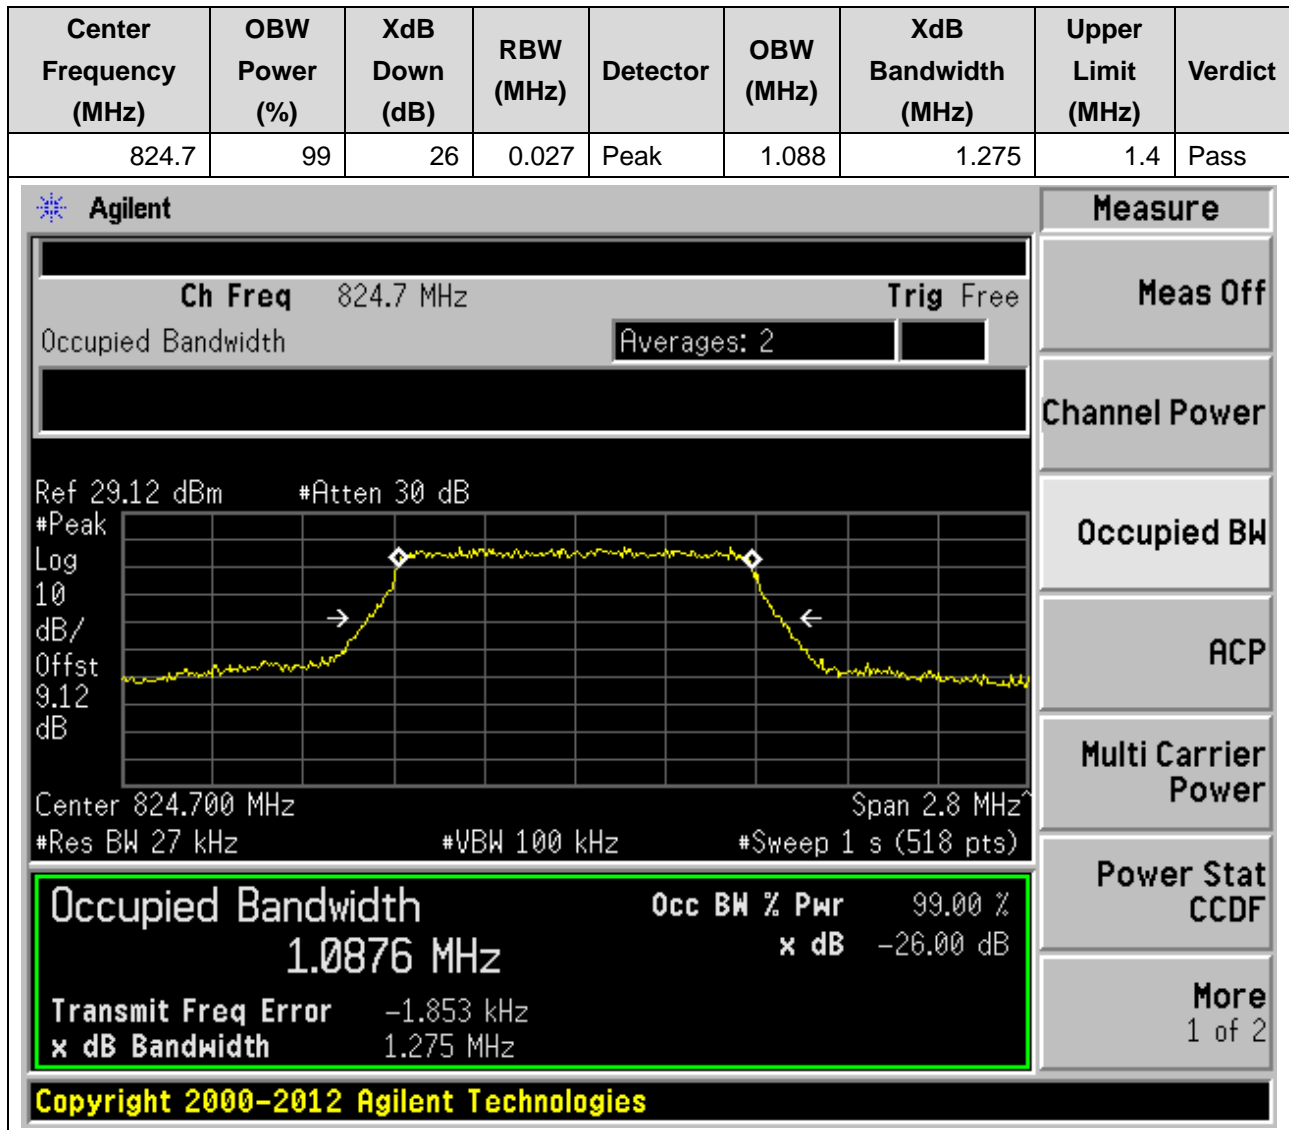 Center Frequency (MHz) OBW Power (%) XdB Down (dB) RBW (MHz) Detector OBW (MHz) XdB Bandwidth (MHz) Upper Limit (MHz) Verdict
824.7 99 26 0.027 Peak 1.088 1.275 1.4 Pass
Agilent
Measure
Ch Freq 824.7 MHz Trig Free
Occupied Bandwidth Averages: 2
Meas Off
Channel Power
Occupied BW
ACP
Multi Carrier
Power
Power Stat
CCDF
More
1 of 2
Ref 29.12 dBm #Atten 30 dB
#Peak
Log
10
dB/
Offst
9.12
dB
Center 824.700 MHz Span 2.8 MHz^
#Res BW 27 kHz #VBW 100 kHz #Sweep 1 s (518 pts)
Occupied Bandwidth Occ BW % Pwr 99.00 %
1.0876 MHz x dB -26.00 dB
Transmit Freq Error -1.853 kHz
x dB Bandwidth 1.275 MHz
Copyright 2000-2012 Agilent Technologies